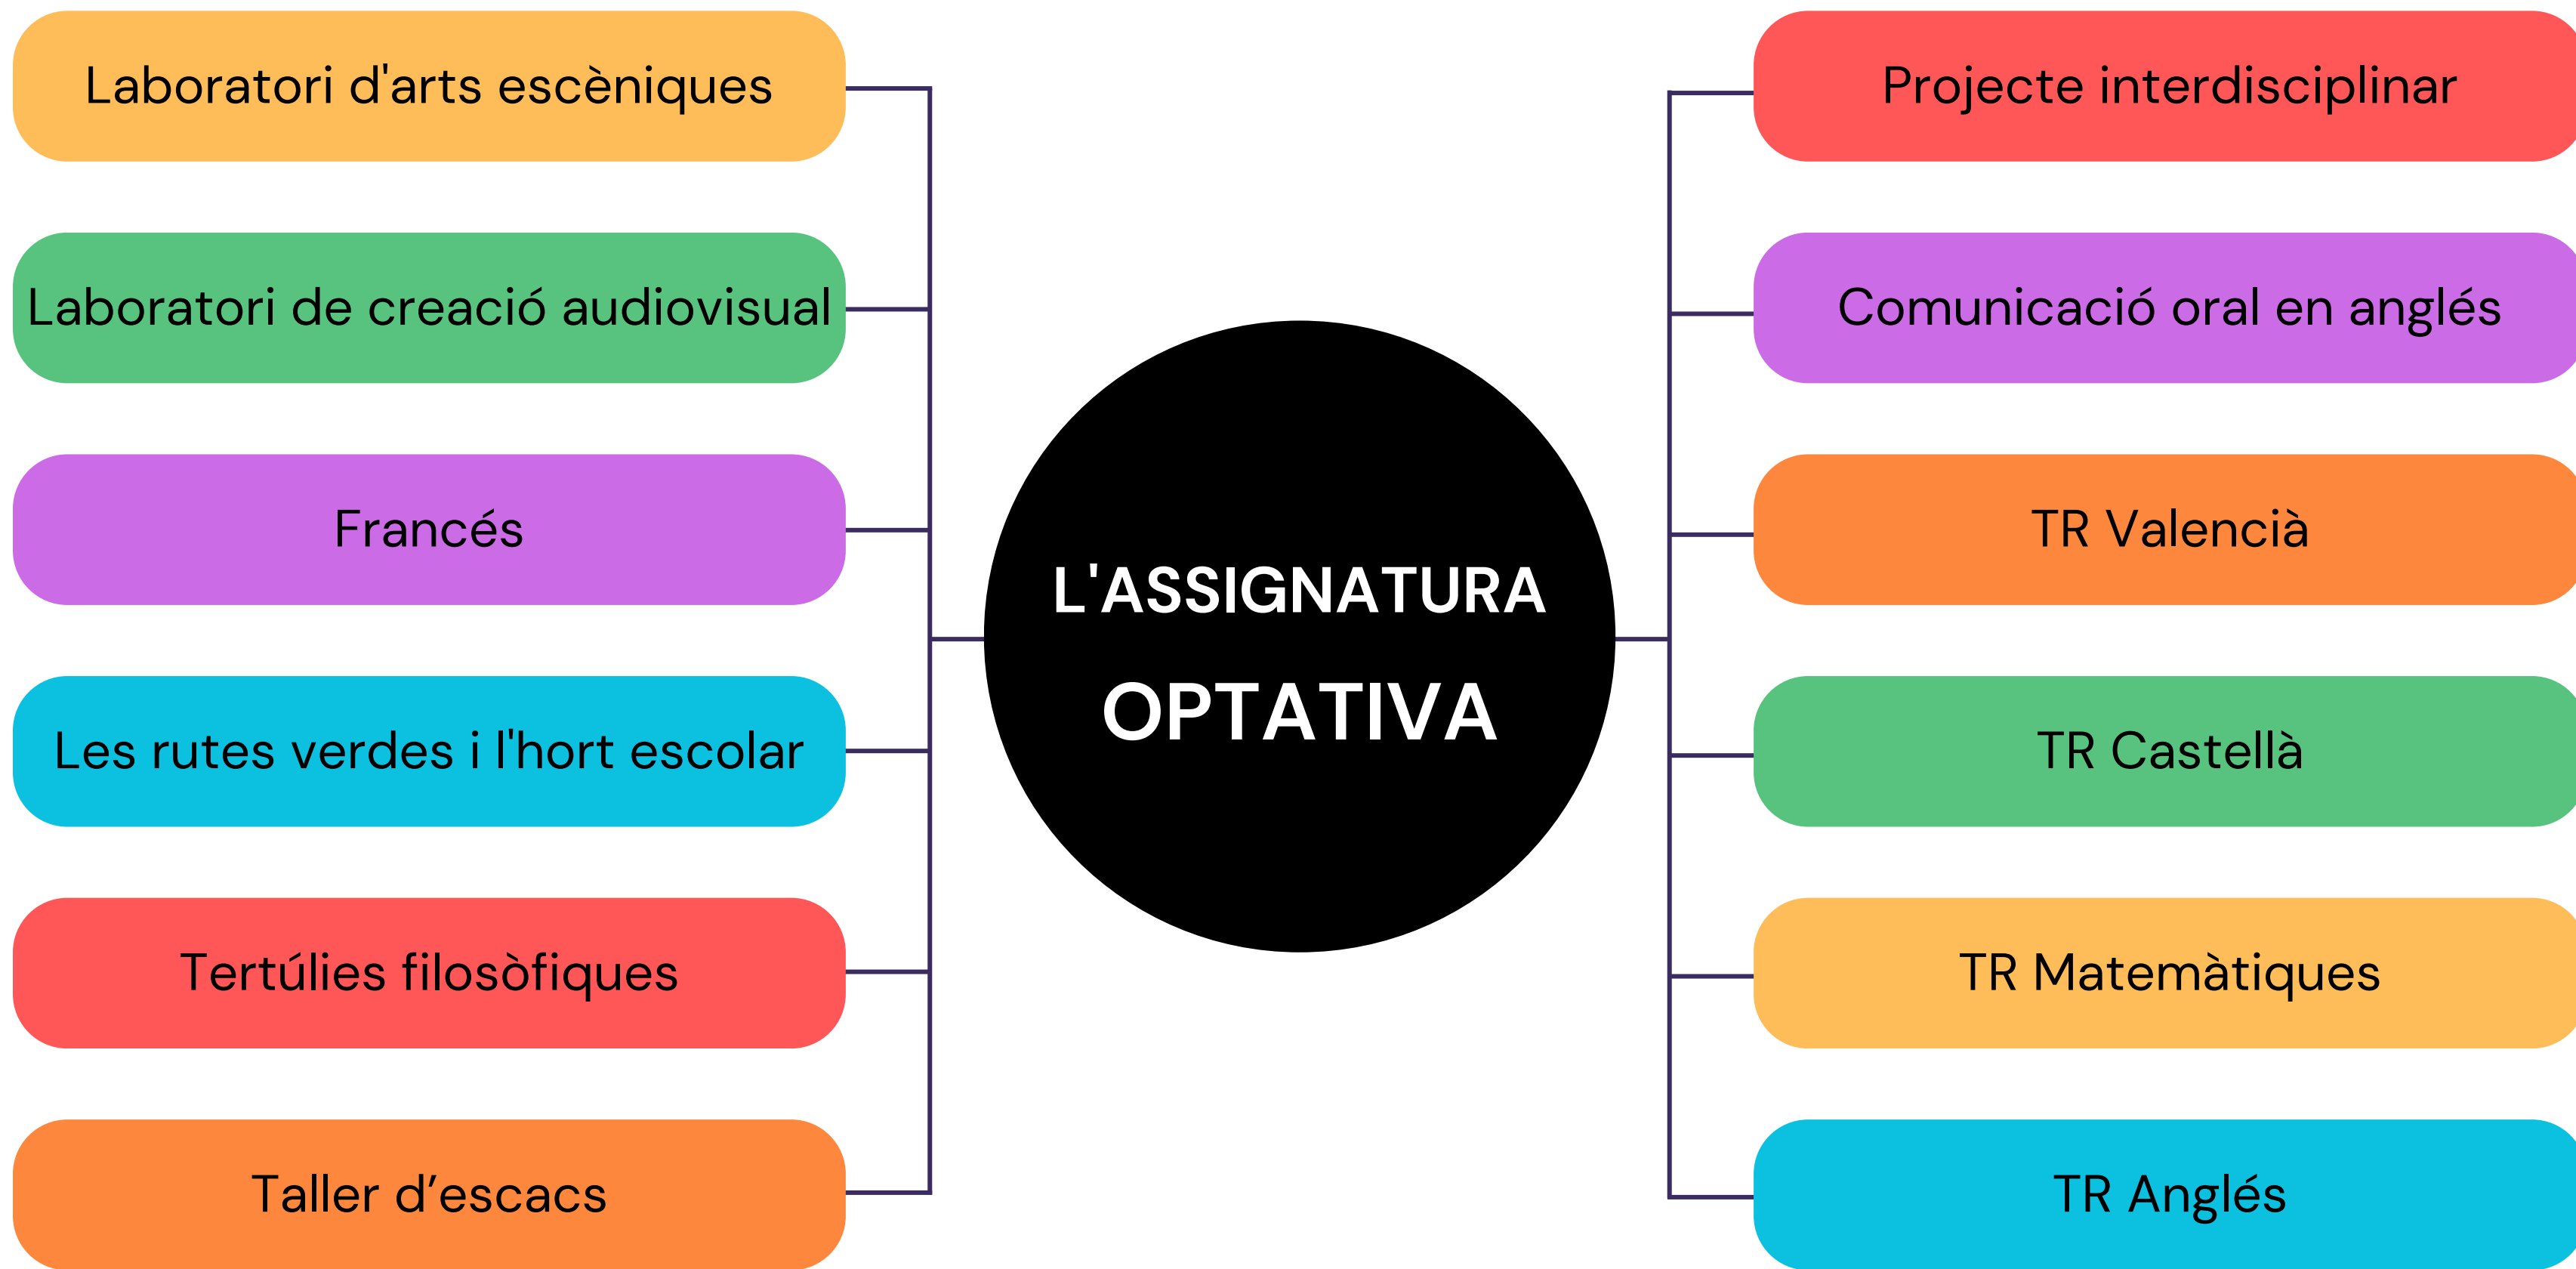 Laboratori d'arts escèniques
Laboratori de creació audiovisual
Francés
Les rutes verdes i l'hort escolar
Tertúlies filosòfiques
Taller d’escacs
L'ASSIGNATURA
OPTATIVA
Projecte interdisciplinar
Comunicació oral en anglés
TR Valencià
TR Castellà
TR Matemàtiques
TR Anglés